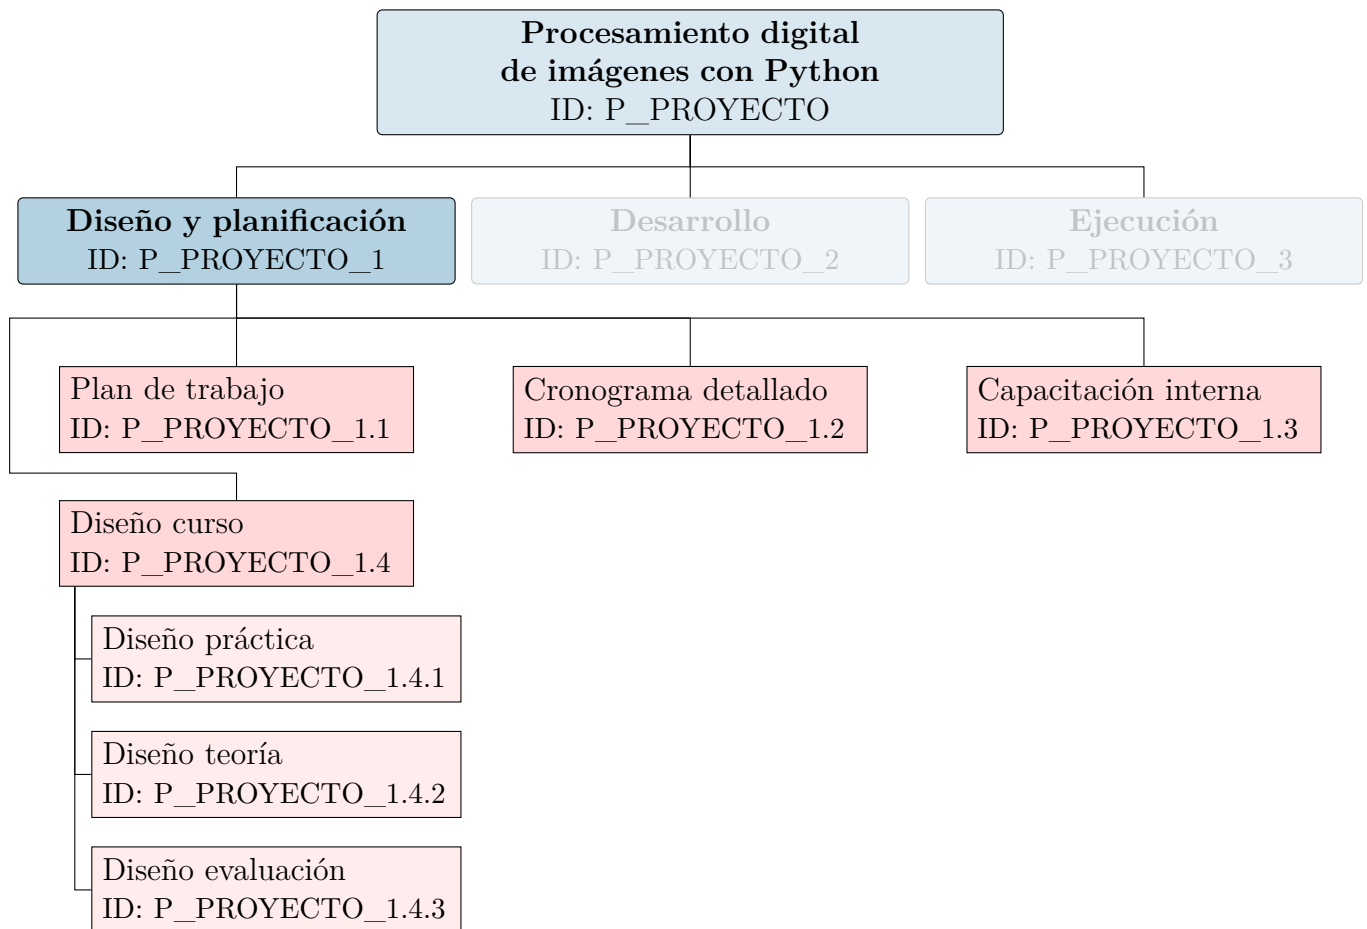 Procesamiento digital
de imágenes con Python
ID: P_PROYECTO
Diseño y planificación
ID: P_PROYECTO_1
Desarrollo
ID: P_PROYECTO_2
Ejecución
ID: P_PROYECTO_3
Plan de trabajo
ID: P_PROYECTO_1.1
Cronograma detallado
ID: P_PROYECTO_1.2
Capacitación interna
ID: P_PROYECTO_1.3
Diseño curso
ID: P_PROYECTO_1.4
Diseño práctica
ID: P_PROYECTO_1.4.1
Diseño teoría
ID: P_PROYECTO_1.4.2
Diseño evaluación
ID: P_PROYECTO_1.4.3